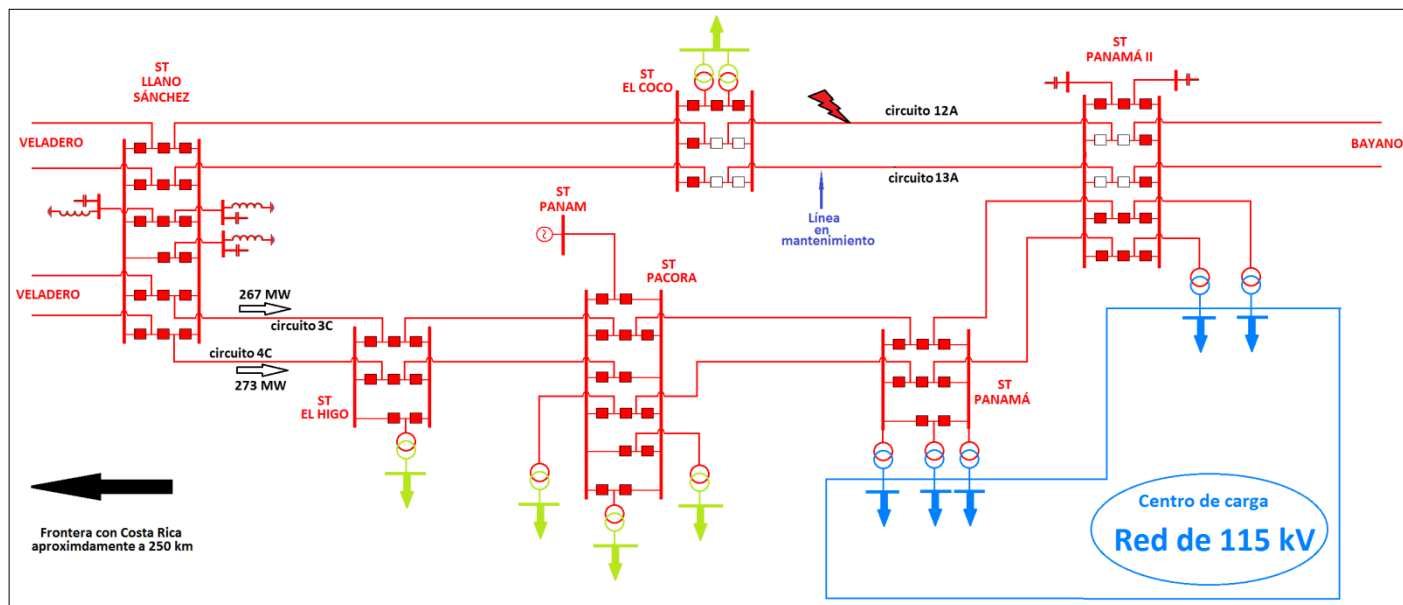 ST
LLANO
SÁNCHEZ
ST
EL COCO
ST
PANAMÁ II
circuito 12A
VELADERO
BAYANO
circuito 13A
ST
PANAM
Línea
en
mantenimiento
ST
PACORA
VELADERO
267 MW
circuito 3C
circuito 4C
273 MW
ST
EL HIGO
ST
PANAMÁ
Frontera con Costa Rica
aproximdamente a 250 km
Centro de carga
Red de 115 kV